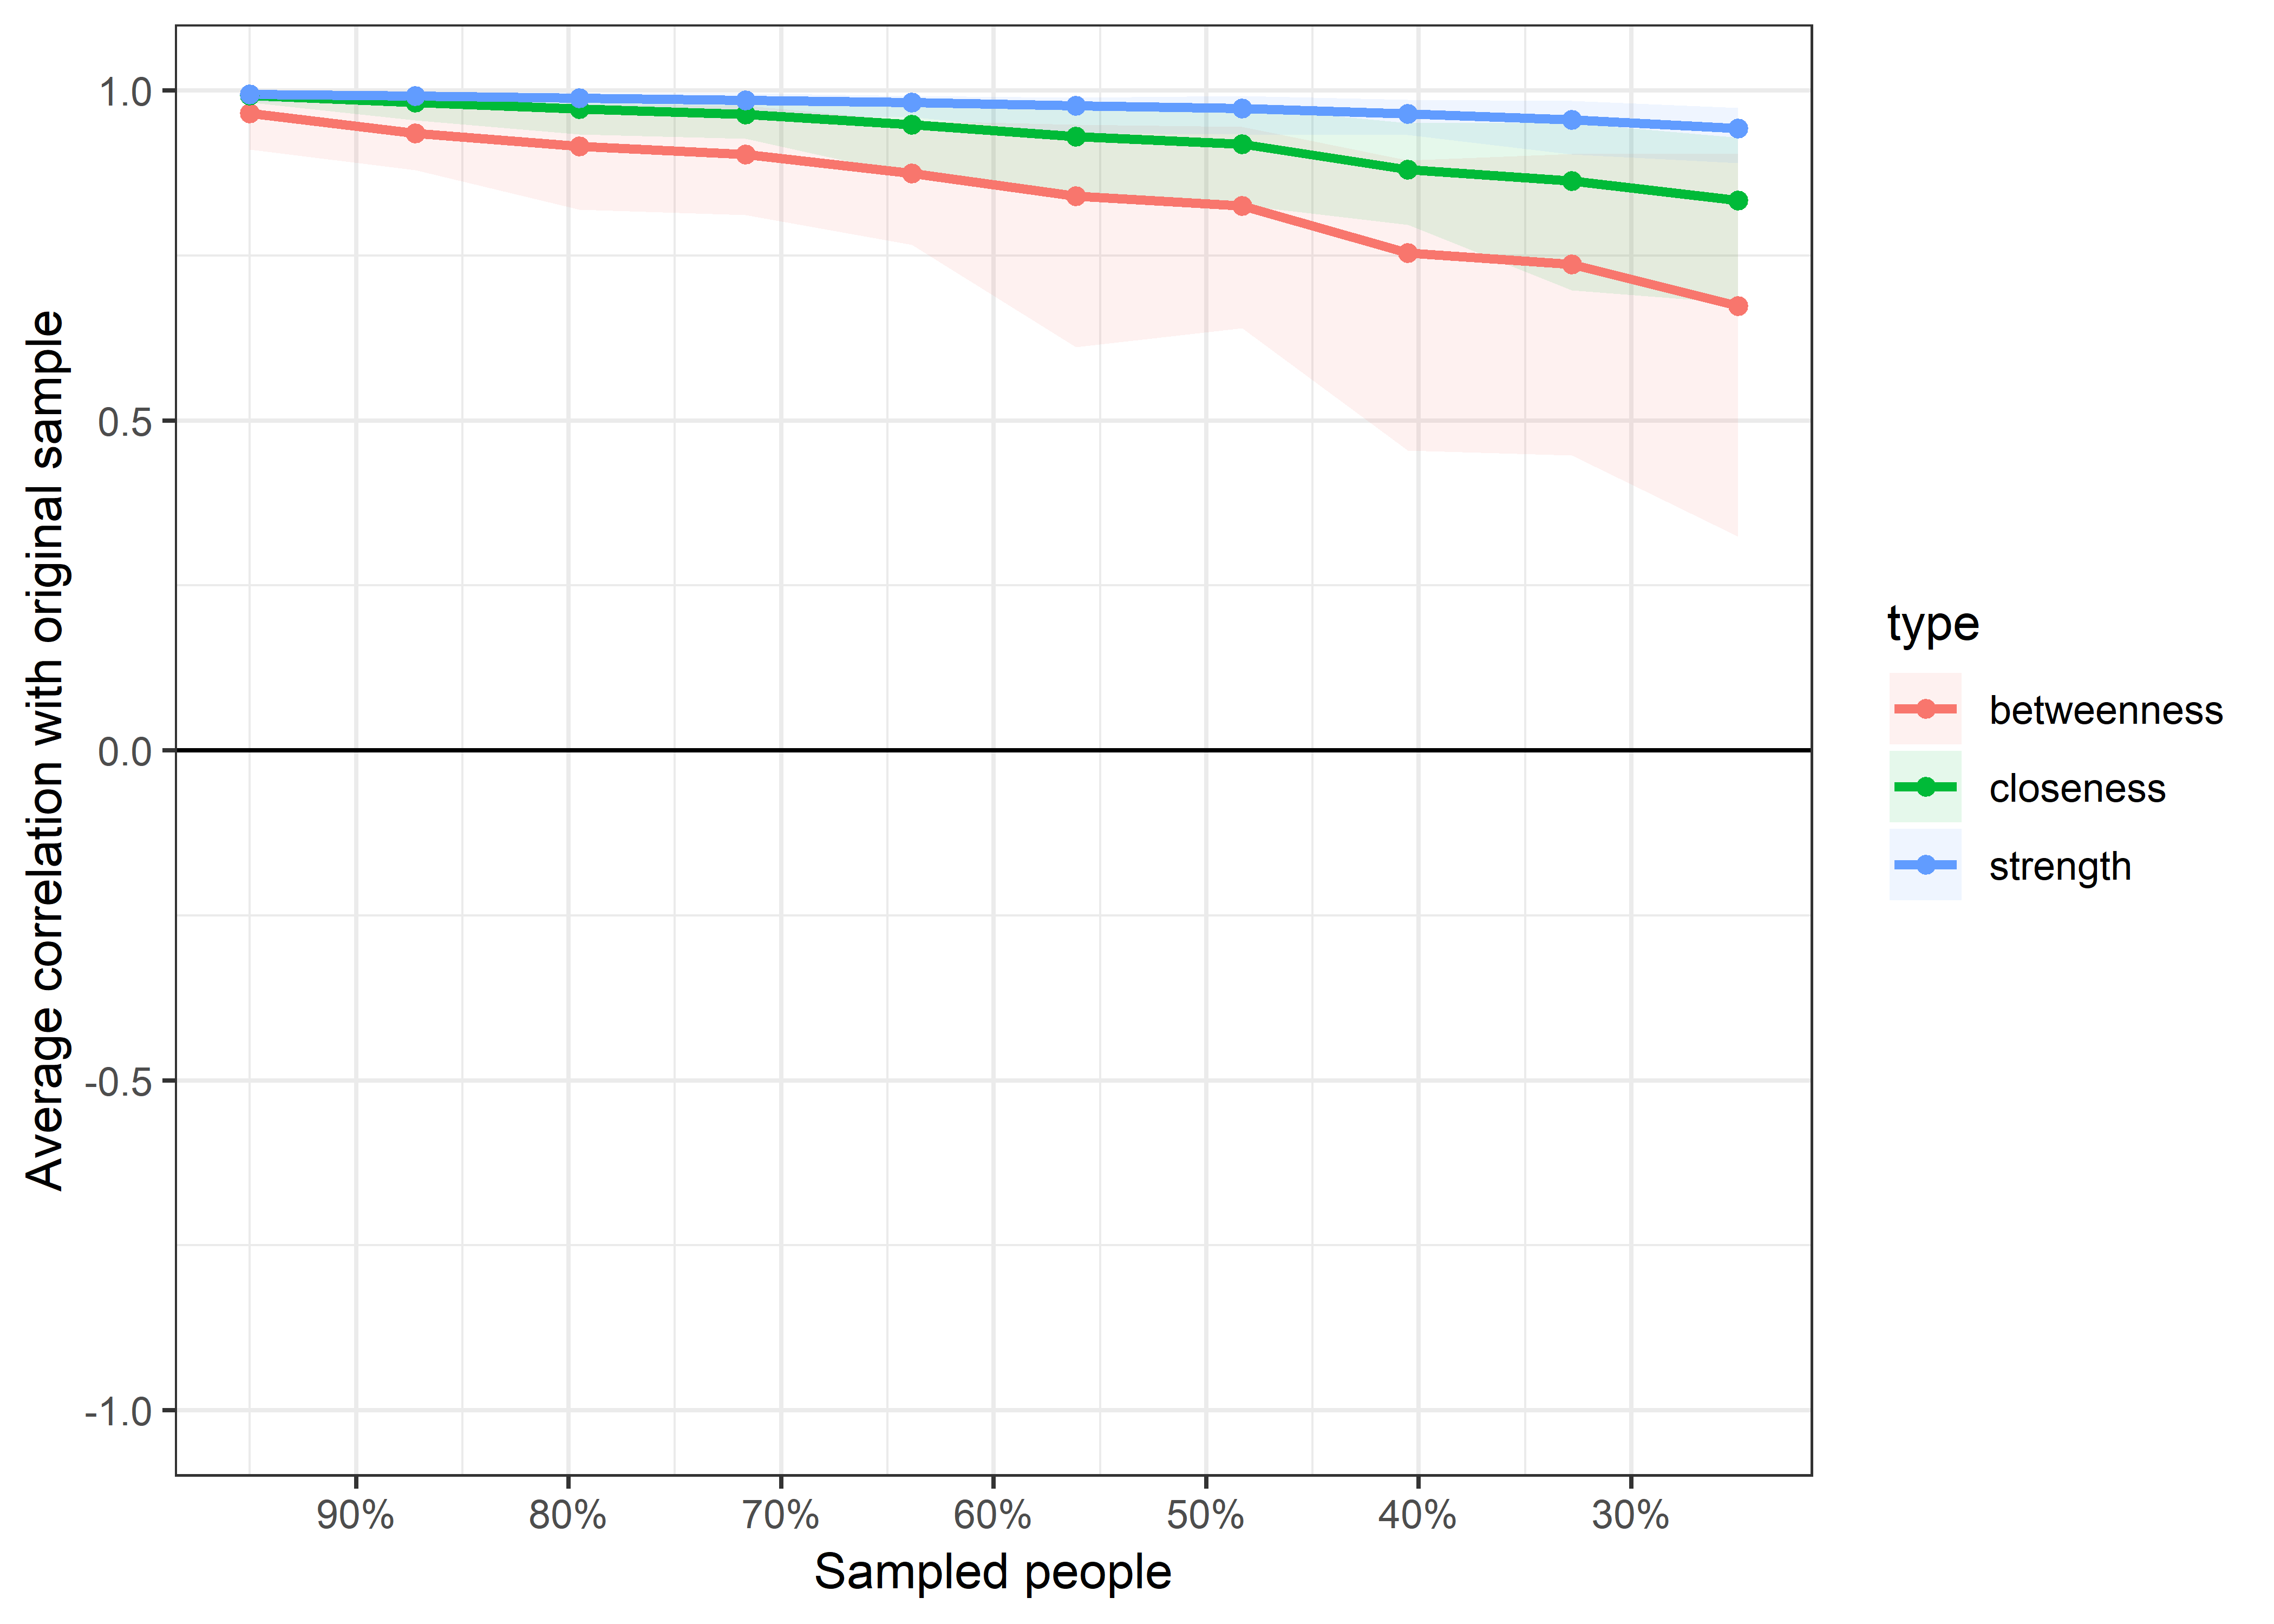 Average correlation with original sample
1.0
0.5
0.0
-0.5
-1.0
90% 80% 70% 60% 50% 40% 30%
Sampled people
type
betweenness
closeness
strength